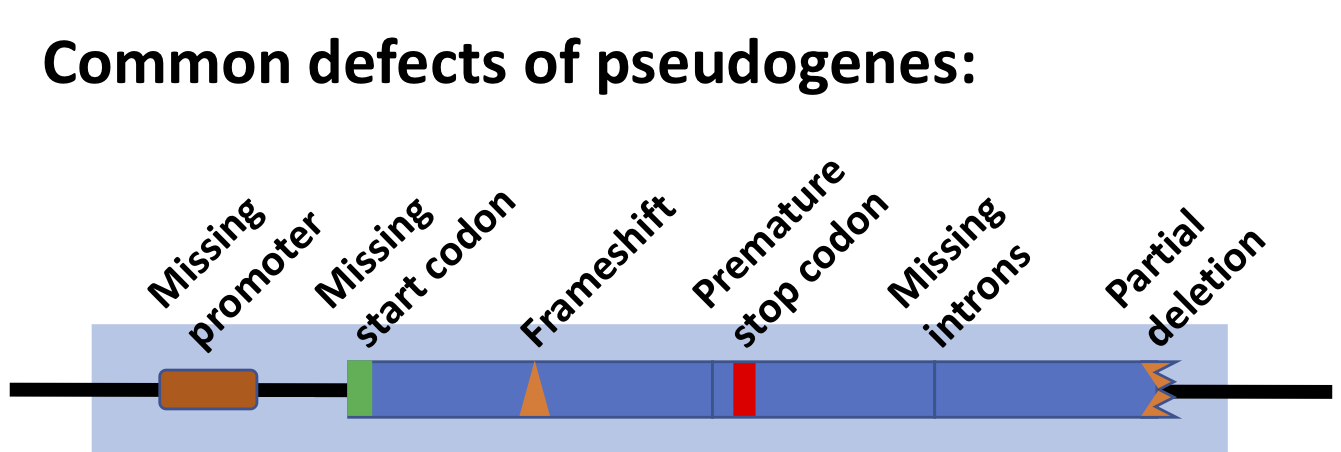 Common defects of pseudogenes:
Missing
promoter
Missing
start codon
Frameshift
Premature
stop codon
Missing
introns
Partial
deletion